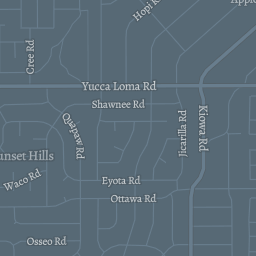 Hopi
Cree Rd
Yucca Loma Rd
Shawnee Rd
Kiowa Rd
Jicarilla Rd
Quapaw Rd
Hills
Waco Rd
Eyota Rd
Ottawa Rd
Osseo Rd